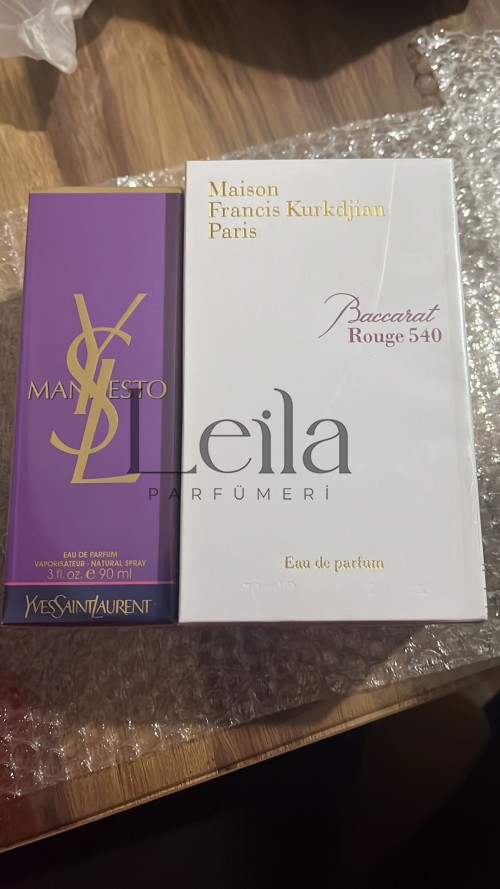 YSL
MANIFESTO
EAU DE PARFUM
VAPORISATEUR - NATURAL SPRAY
3 fl. oz. e 90 ml
YVESSAINTLAURENT
Maison
Francis Kurkdjian
Paris
Baccarat
Rouge 540
Eau de parfum
Leila
PARFÜMERİ